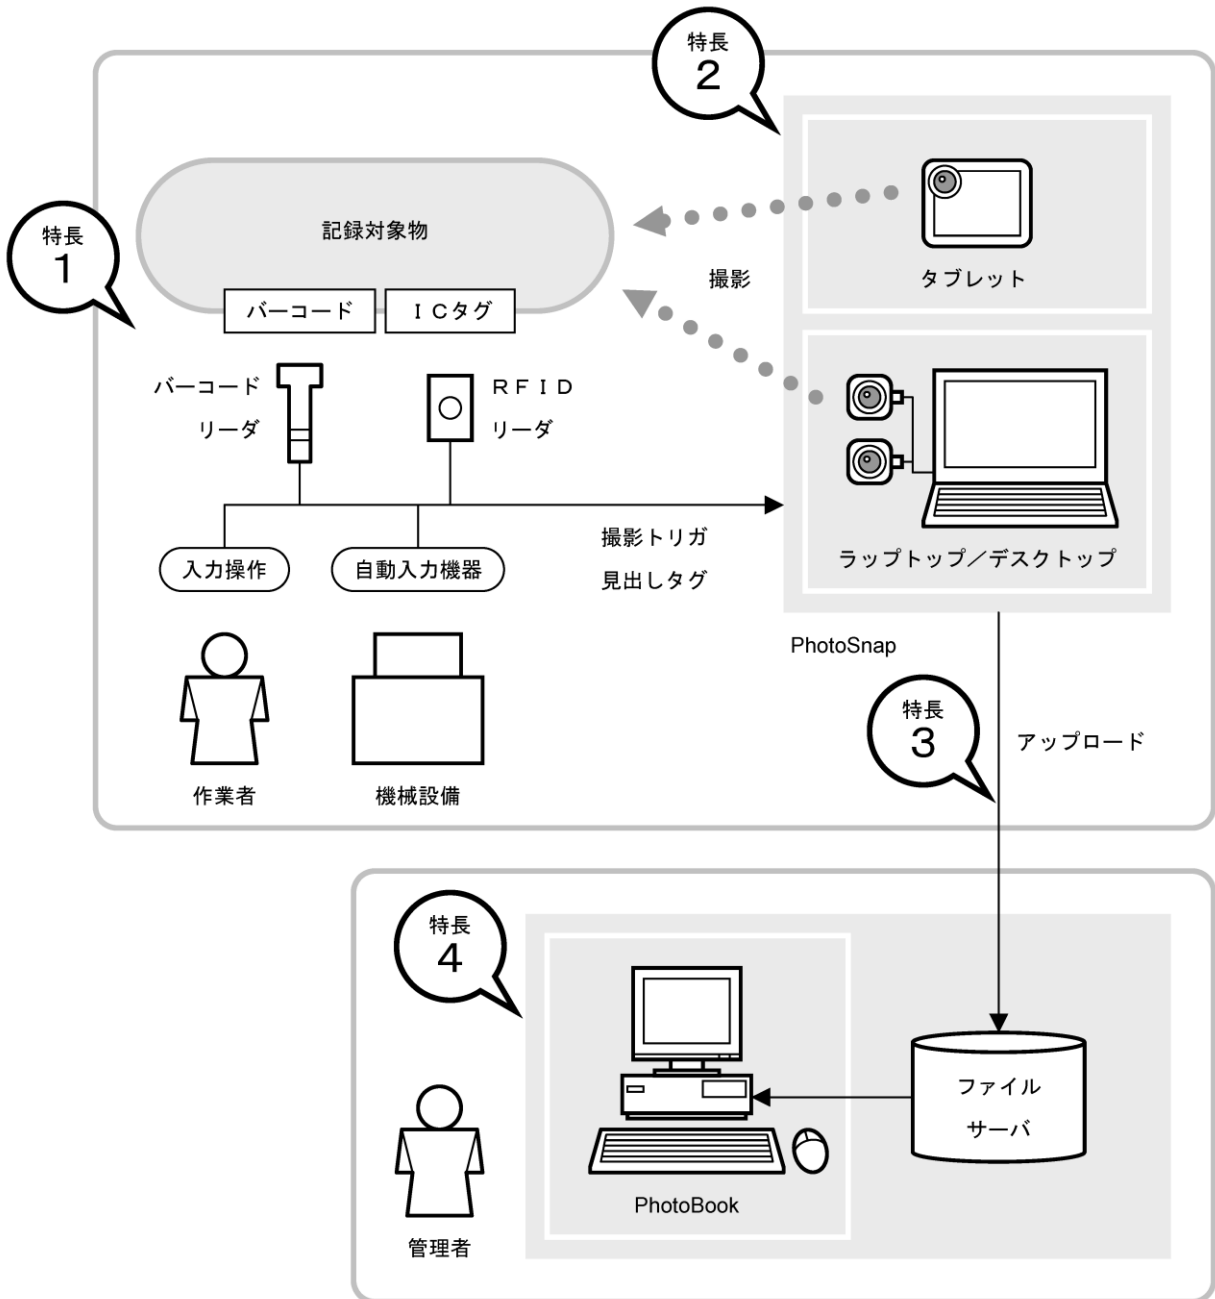 特長
2
記録対象物
特長
1
撮影
タブレット
バーコード
ICタグ
バーコード
リーダ
RFID
リーダ
撮影トリガ
見出しタグ
入力操作
自動入力機器
ラップトップ／デスクトップ
PhotoSnap
特長
3
アップロード
作業者
機械設備
特長
4
ファイル
サーバ
PhotoBook
管理者